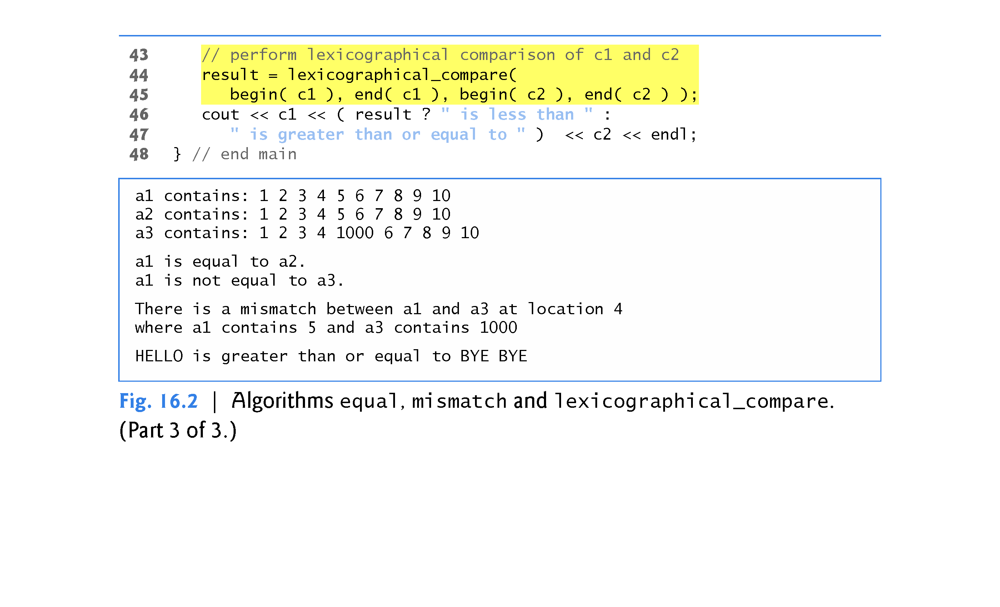 43 // perform lexicographical comparison of c1 and c2
44 result = lexicographical_compare(
45 begin( c1 ), end( c1 ), begin( c2 ), end( c2 ) );
46 cout << c1 << ( result ? " is less than " :
47 " is greater than or equal to " ) << c2 << endl;
48 } // end main
a1 contains: 1 2 3 4 5 6 7 8 9 10
a2 contains: 1 2 3 4 5 6 7 8 9 10
a3 contains: 1 2 3 4 1000 6 7 8 9 10
a1 is equal to a2.
a1 is not equal to a3.
There is a mismatch between a1 and a3 at location 4
where a1 contains 5 and a3 contains 1000
HELLO is greater than or equal to BYE BYE
Fig. 16.2 | Algorithms equal, mismatch and lexicographical_compare.
(Part 3 of 3.)